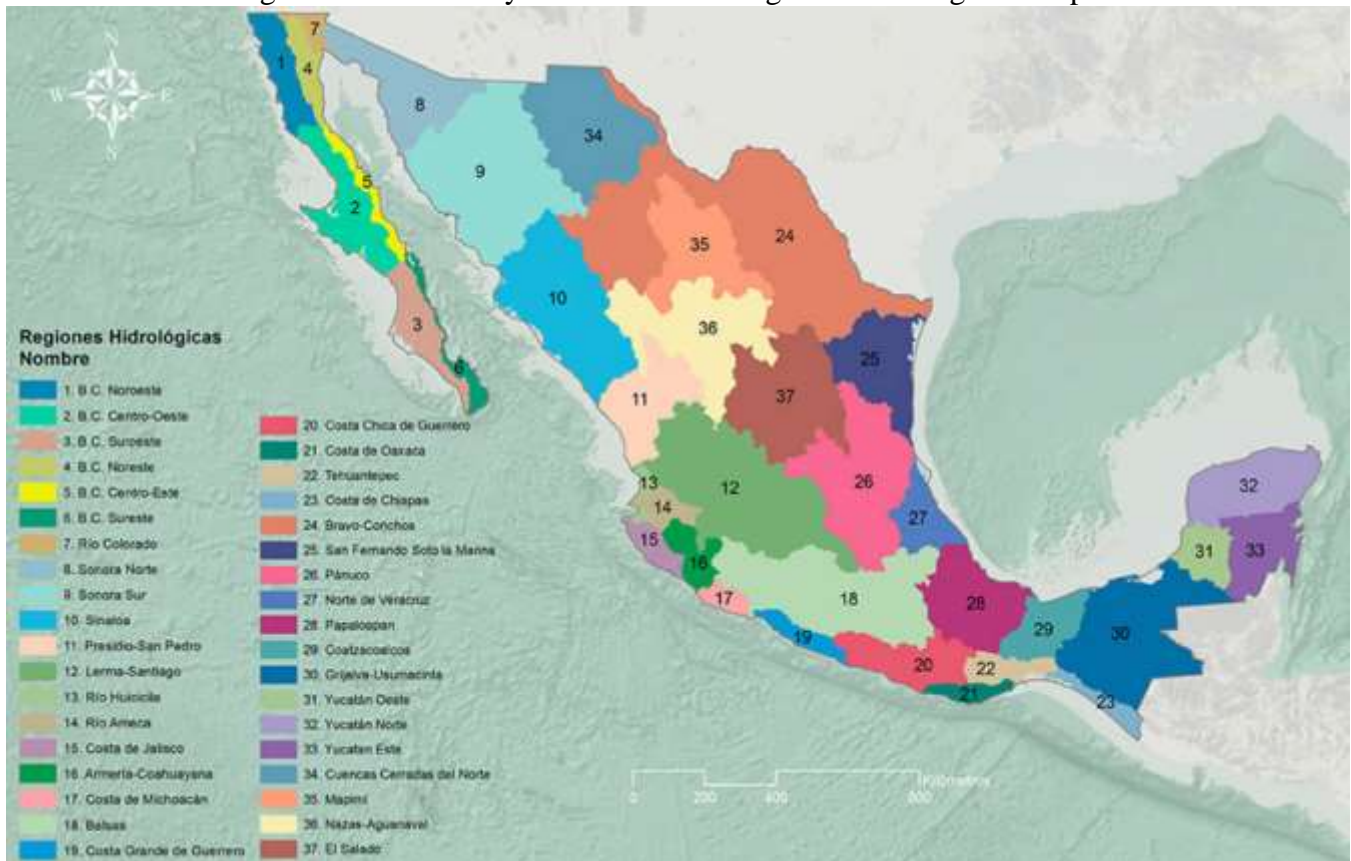 N
W E
S
Regiones Hidrológicas
Nombre
1. B.C. Noroeste
2. B.C. Centro-Oeste
3. B.C. Suroeste
4. B.C. Noreste
5. B.C. Centro-Este
6. B.C. Sureste
7. Río Colorado
8. Sonora Norte
9. Sonora Sur
10. Sinaloa
11. Presidio-San Pedro
12. Lerma-Santiago
13. Río Huicicila
14. Río Ameca
15. Costa de Jalisco
16. Armería-Coahuayana
17. Costa de Michoacán
18. Balsas
19. Costa Grande de Guerrero
20. Costa Chica de Guerrero
21. Costa de Oaxaca
22. Tehuantepec
23. Costa de Chiapas
24. Bravo-Conchos
25. San Fernando Soto la Marina
26. Pánuco
27. Norte de Veracruz
28. Papaloapan
29. Coatzacoalcos
30. Grijalva-Usumacinta
31. Yucatán Oeste
32. Yucatán Norte
33. Yucatan Este
34. Cuencas Cerradas del Norte
35. Mapimí
36. Nazas-Aguanaval
37. El Salado
1
2
3
4
5
6
7
8
9
10
11
12
13
14
15
16
17
18
19
20
21
22
23
24
25
26
27
28
29
30
31
32
33
34
35
36
37
Kilometers
0 200 400 800